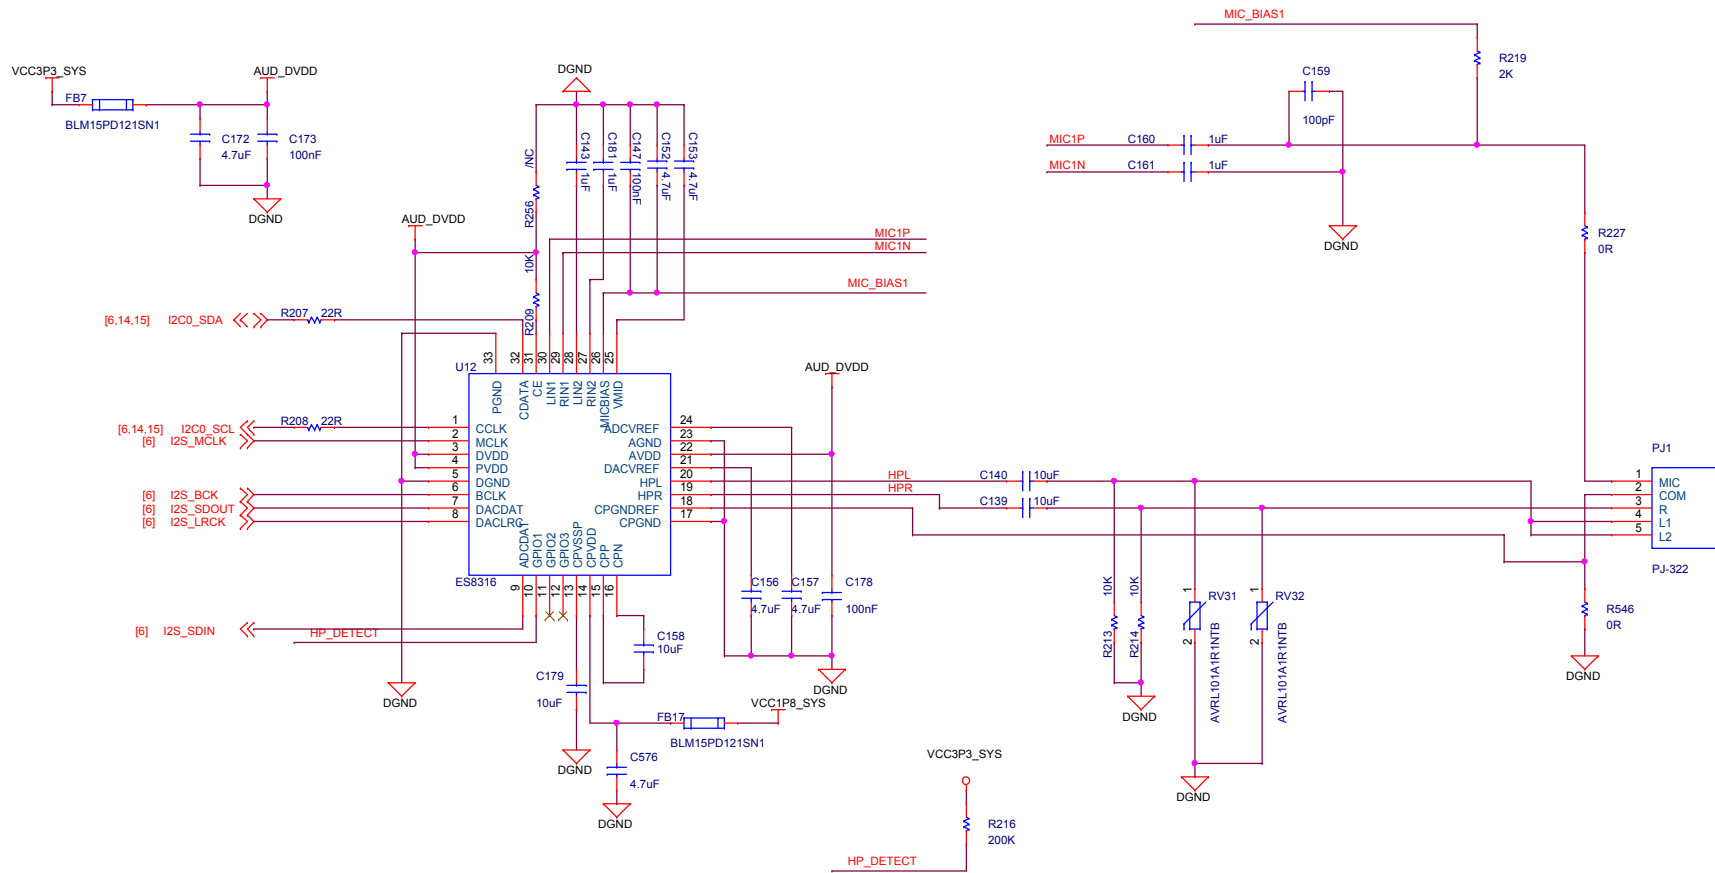 MIC_BIAS1
R219
2K
C159
100pF
VCC3P3_SYS
AUD_DVDD
DGND
FB7
BLM15PD121SN1
C172
4.7uF
C173
100nF
DGND
/NC
C143
1uF
C181
1uF
C147
100nF
C152
4.7uF
C153
4.7uF
R256
MIC1P
C160
1uF
MIC1N
C161
1uF
DGND
R227
0R
AUD_DVDD
10K
R209
MIC1P
MIC1N
MIC_BIAS1
[6,14,15] I2C0_SDA
R207 22R
33
32
31
30
29
28
27
26
25
U12
PGND
CDATA
CE
LIN1
RIN1
LIN2
RIN2
MICBIAS
VMID
AUD_DVDD
[6,14,15] I2C0_SCL
R208 22R
[6] I2S_MCLK
[6] I2S_BCK
[6] I2S_SDOUT
[6] I2S_LRCK
1 CCLK
2 MCLK
3 DVDD
4 PVDD
5 DGND
6 BCLK
7 DACDAT
8 DACLRC
24 ADCVREF
23 AGND
22 AVDD
21 DACVREF
20 HPL
19 HPR
18 CPGNDREF
17 CPGND
HPL
HPR
C140 10uF
C139 10uF
PJ1
1 MIC
2 COM
3 R
4 L1
5 L2
PJ-322
ADCDAT
GPIO1
GPIO2
GPIO3
CPVSSP
CPVDD
CPP
CPN
ES8316
9
10
11
12
13
14
15
16
[6] I2S_SDIN
HP_DETECT
C158
10uF
C156
4.7uF
C157
4.7uF
C178
100nF
DGND
10K
R213
10K
R214
DGND
1
RV31
2
AVRL101A1R1NTB
1
RV32
2
AVRL101A1R1NTB
DGND
R546
0R
DGND
DGND
C179
10uF
DGND
VCC1P8_SYS
FB17
BLM15PD121SN1
C576
4.7uF
DGND
VCC3P3_SYS
R216
200K
HP_DETECT